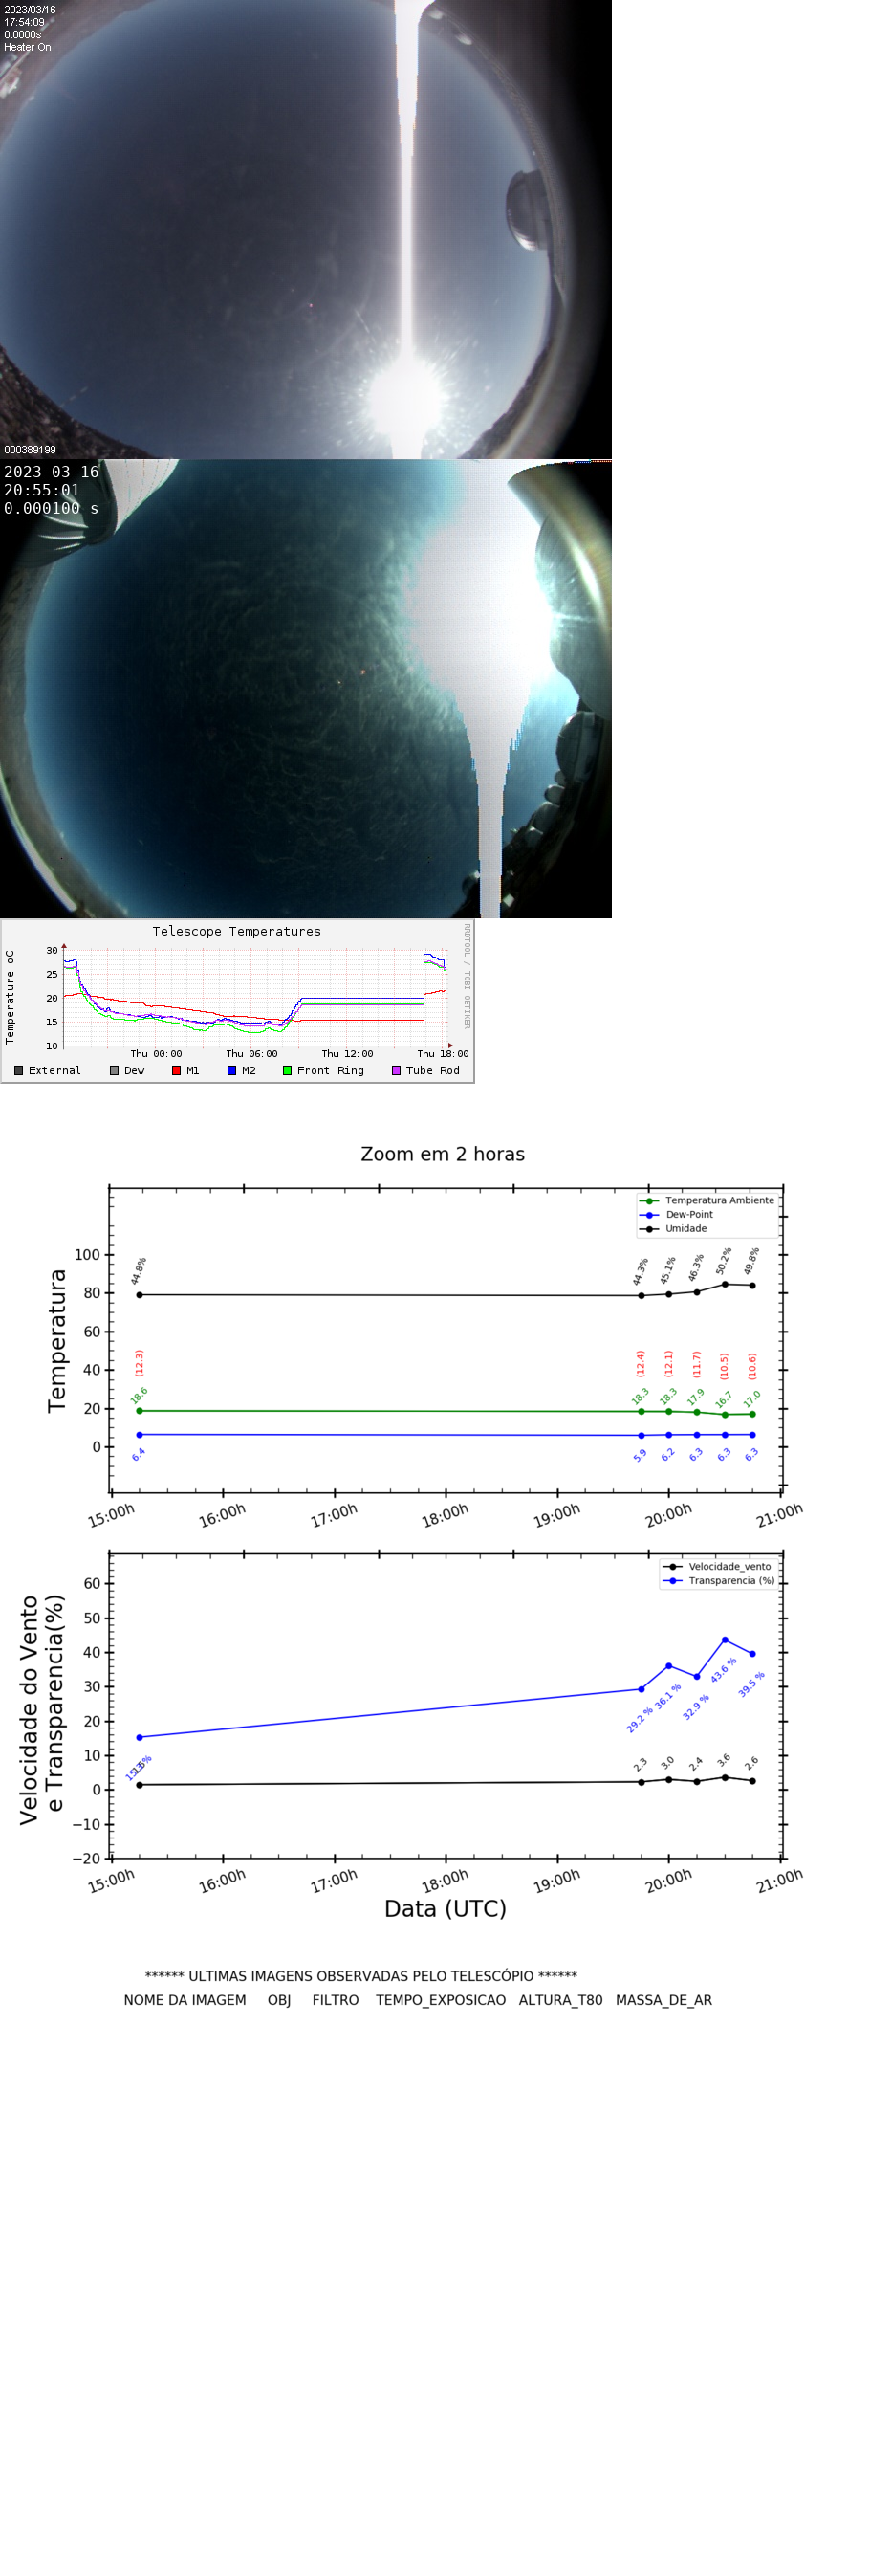 2023/03/16
17:54:09
0.0000s
Heater On
000389199
2023-03-16
20:55:01
0.000100 s
Telescope Temperatures
RRDTOOL / TOBI OETIKER
Temperature oC
30
25
20
15
10
Thu 00:00 Thu 06:00 Thu 12:00 Thu 18:00
External Dew M1 M2 Front Ring Tube Rod
Zoom em 2 horas
Temperatura
Temperatura Ambiente
Dew-Point
Umidade
100
80
60
40
20
0
44.8% 44.3% 45.1% 46.3% 50.2% 49.8%
(12.3) (12.4) (12.1) (11.7) (10.5) (10.6)
18.6 18.3 18.3 17.9 16.7 17.0
6.4 5.9 6.2 6.3 6.3 6.3
15:00h 16:00h 17:00h 18:00h 19:00h 20:00h 21:00h
Velocidade do Vento
e Transparencia(%)
Velocidade_vento
Transparencia (%)
60
50
40
30
20
10
0
−10
−20
29.2 % 36.1 % 32.9 % 43.6 % 39.5 %
2.3 3.0 2.4 3.6 2.6
15:00h 16:00h 17:00h 18:00h 19:00h 20:00h 21:00h
Data (UTC)
****** ULTIMAS IMAGENS OBSERVADAS PELO TELESCÓPIO ******
NOME DA IMAGEM OBJ FILTRO TEMPO_EXPOSICAO ALTURA_T80 MASSA_DE_AR